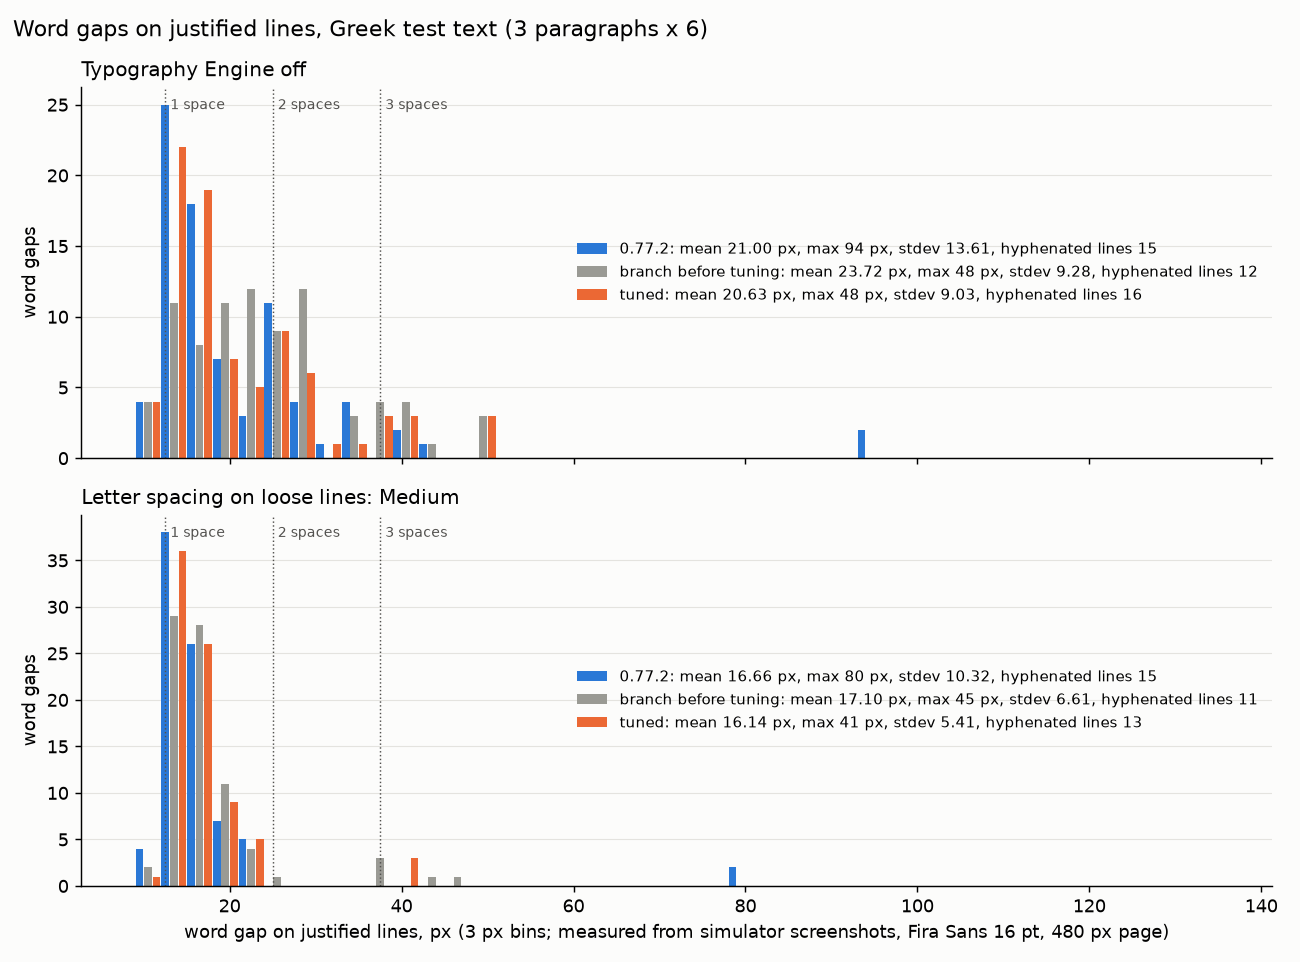 Word gaps on justified lines, Greek test text (3 paragraphs x 6)
Typography Engine off
1 space 2 spaces 3 spaces
25
20
15
10
5
0
word gaps
0.77.2: mean 21.00 px, max 94 px, stdev 13.61, hyphenated lines 15
branch before tuning: mean 23.72 px, max 48 px, stdev 9.28, hyphenated lines 12
tuned: mean 20.63 px, max 48 px, stdev 9.03, hyphenated lines 16
Letter spacing on loose lines: Medium
1 space 2 spaces 3 spaces
35
30
25
20
15
10
5
0
word gaps
0.77.2: mean 16.66 px, max 80 px, stdev 10.32, hyphenated lines 15
branch before tuning: mean 17.10 px, max 45 px, stdev 6.61, hyphenated lines 11
tuned: mean 16.14 px, max 41 px, stdev 5.41, hyphenated lines 13
20 40 60 80 100 120 140
word gap on justified lines, px (3 px bins; measured from simulator screenshots, Fira Sans 16 pt, 480 px page)